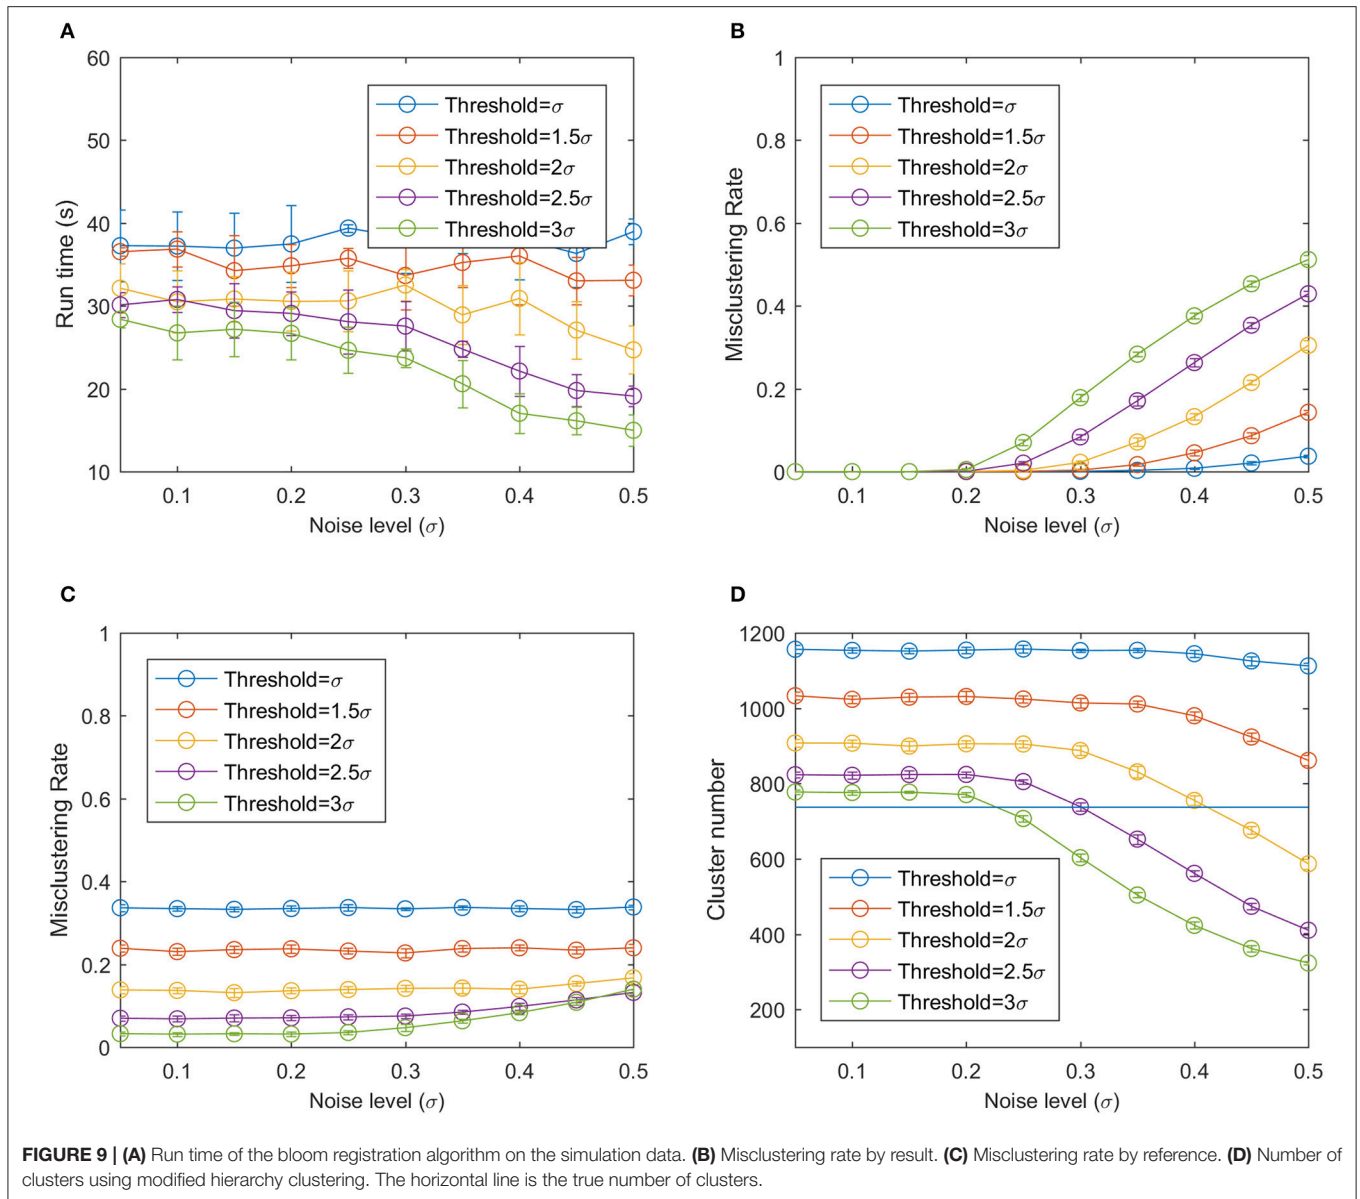 A
60
50
40
30
20
10
Run time (s)
Threshold=σ
Threshold=1.5σ
Threshold=2σ
Threshold=2.5σ
Threshold=3σ
0.1 0.2 0.3 0.4 0.5
Noise level (σ)
B
1
0.8
0.6
0.4
0.2
0
Misclustering Rate
Threshold=σ
Threshold=1.5σ
Threshold=2σ
Threshold=2.5σ
Threshold=3σ
0.1 0.2 0.3 0.4 0.5
Noise level (σ)
C
1
0.8
0.6
0.4
0.2
0
Misclustering Rate
Threshold=σ
Threshold=1.5σ
Threshold=2σ
Threshold=2.5σ
Threshold=3σ
0.1 0.2 0.3 0.4 0.5
Noise level (σ)
D
1200
1000
800
600
400
200
Cluster number
Threshold=σ
Threshold=1.5σ
Threshold=2σ
Threshold=2.5σ
Threshold=3σ
0.1 0.2 0.3 0.4 0.5
Noise level (σ)
FIGURE 9 | (A) Run time of the bloom registration algorithm on the simulation data. (B) Misclustering rate by result. (C) Misclustering rate by reference. (D) Number of
clusters using modified hierarchy clustering. The horizontal line is the true number of clusters.